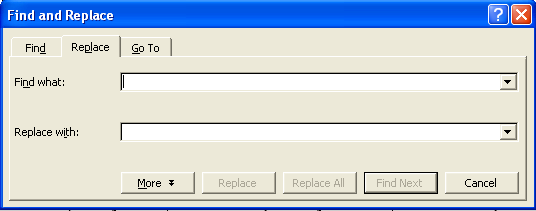 Find and Replace
Find Replace Go To
Find what:
Replace with:
More Replace Replace All Find Next Cancel